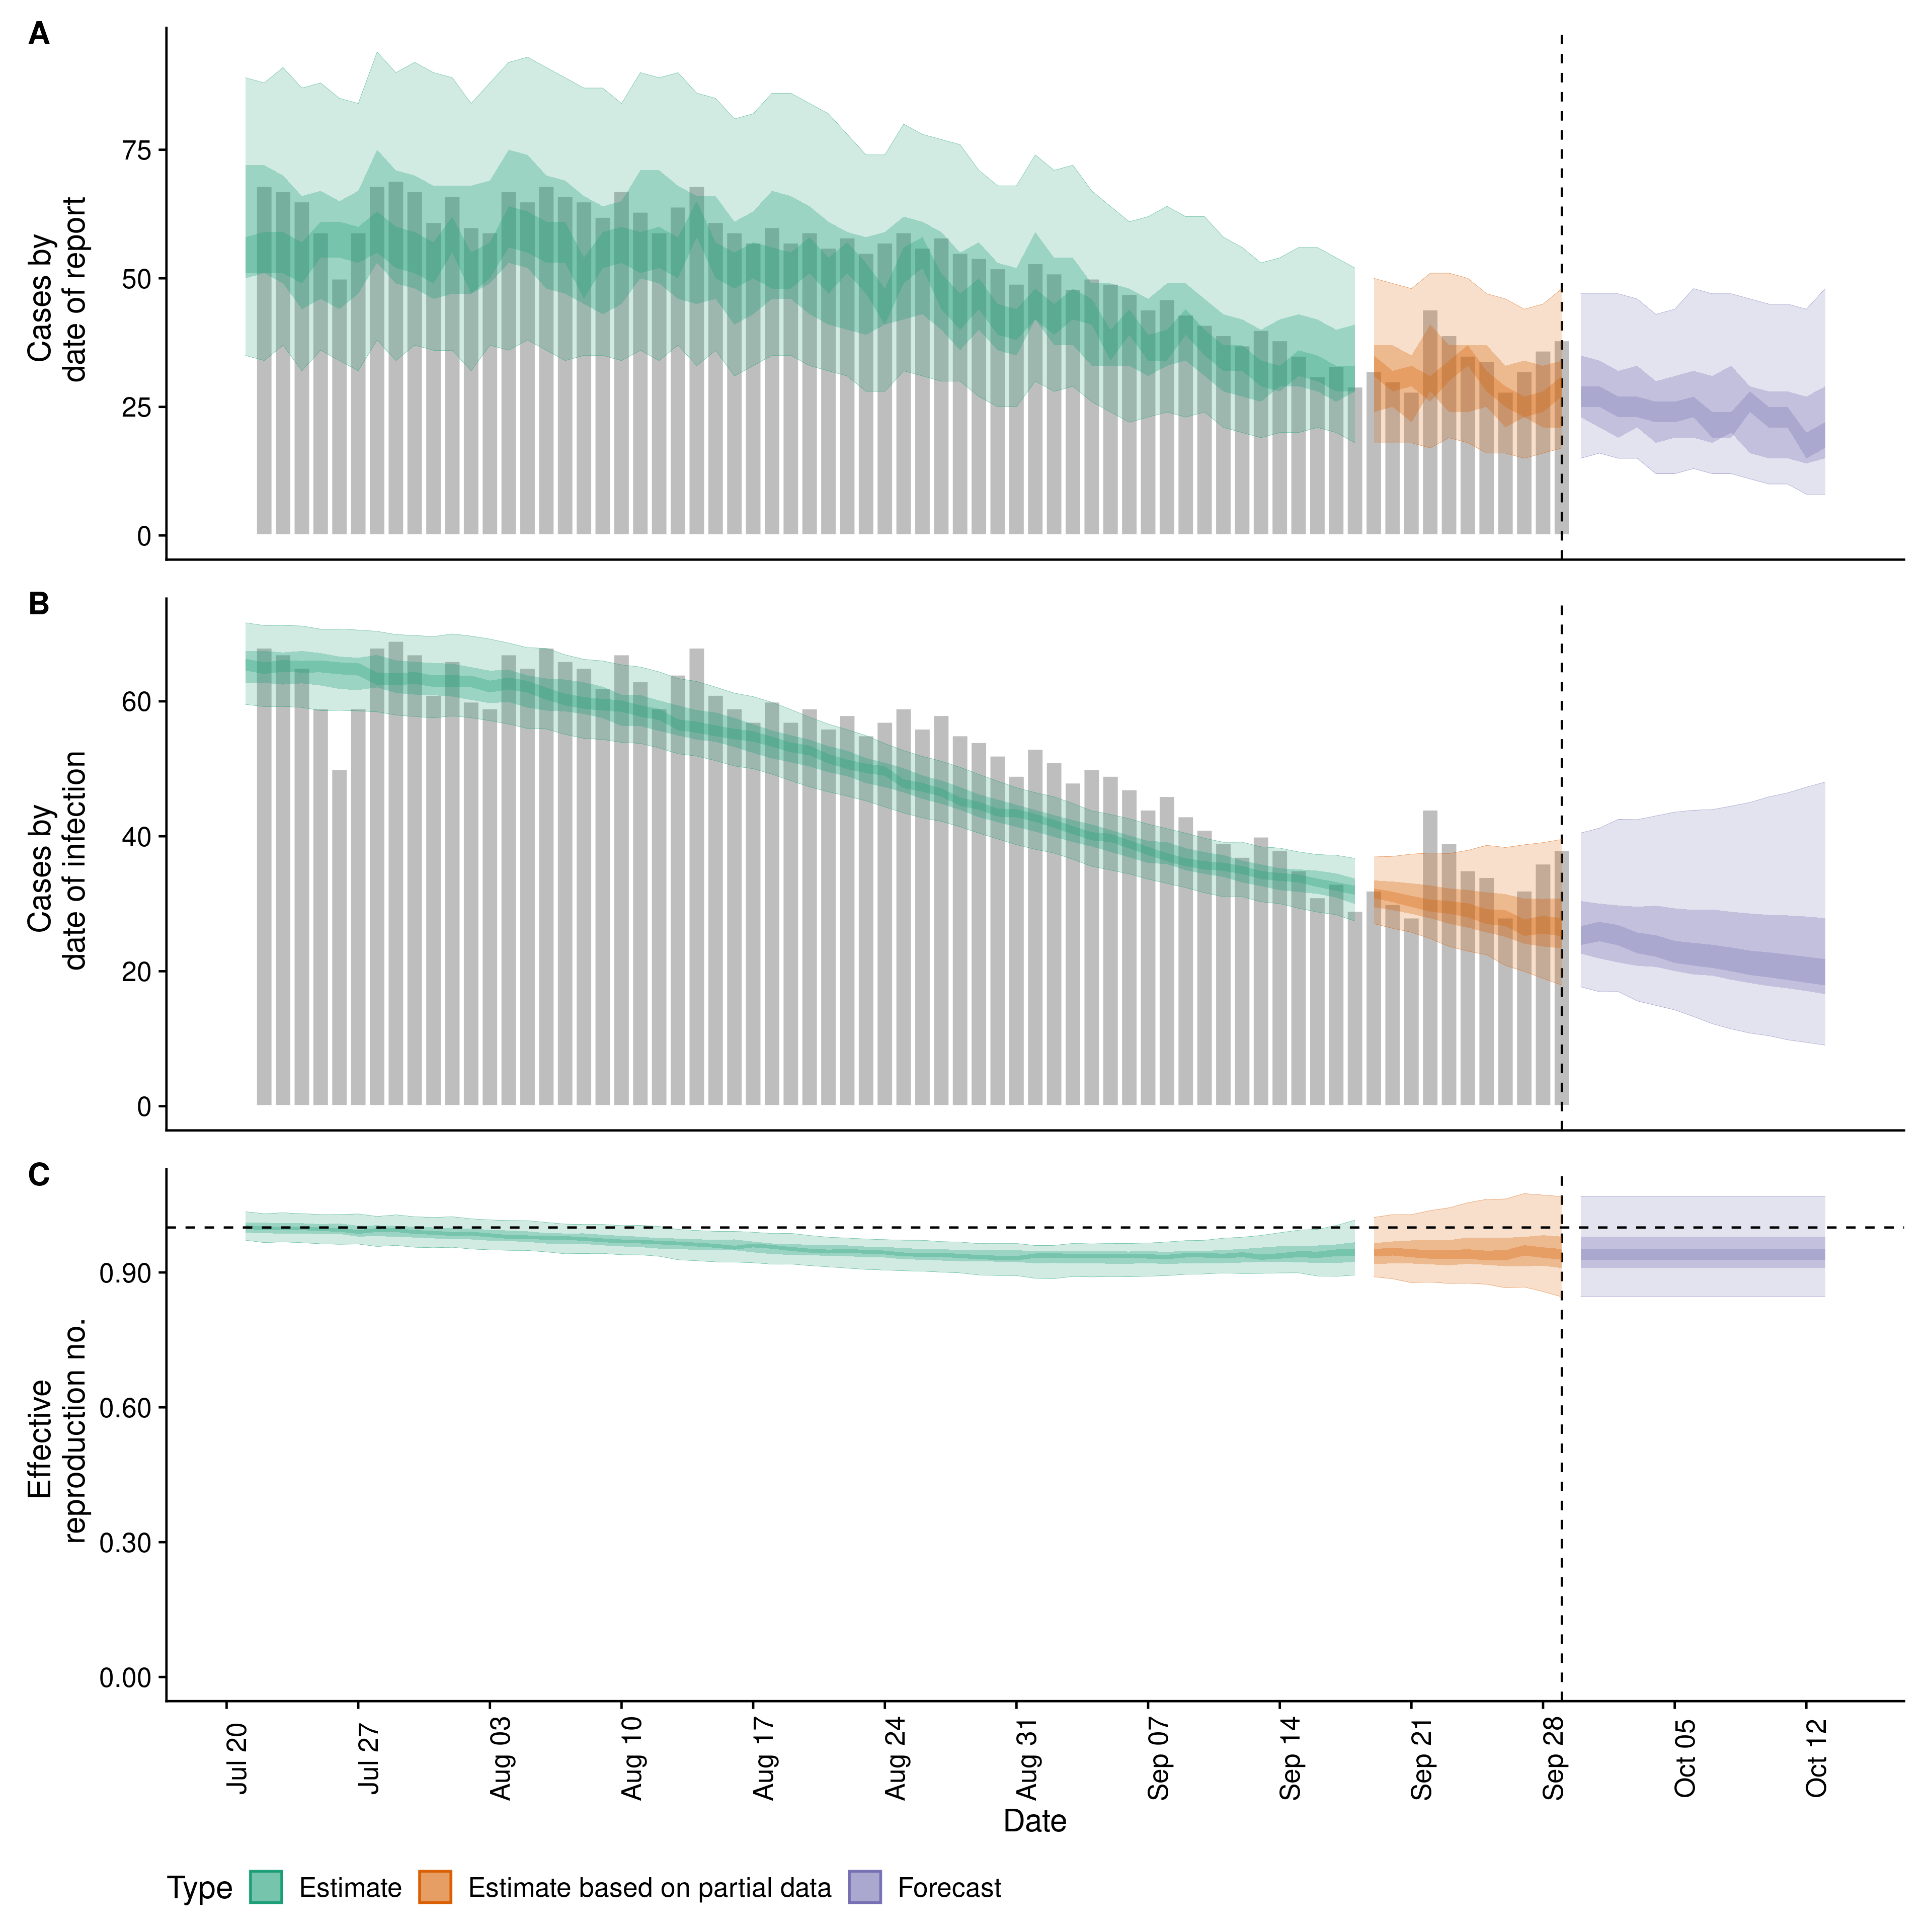 A
Cases by
date of report
75
50
25
0
B
Cases by
date of infection
60
40
20
0
C
Effective
reproduction no.
0.90
0.60
0.30
0.00
Jul 20
Jul 27
Aug 03
Aug 10
Aug 17
Aug 24
Aug 31
Sep 07
Sep 14
Sep 21
Sep 28
Oct 05
Oct 12
Date
Type Estimate Estimate based on partial data Forecast